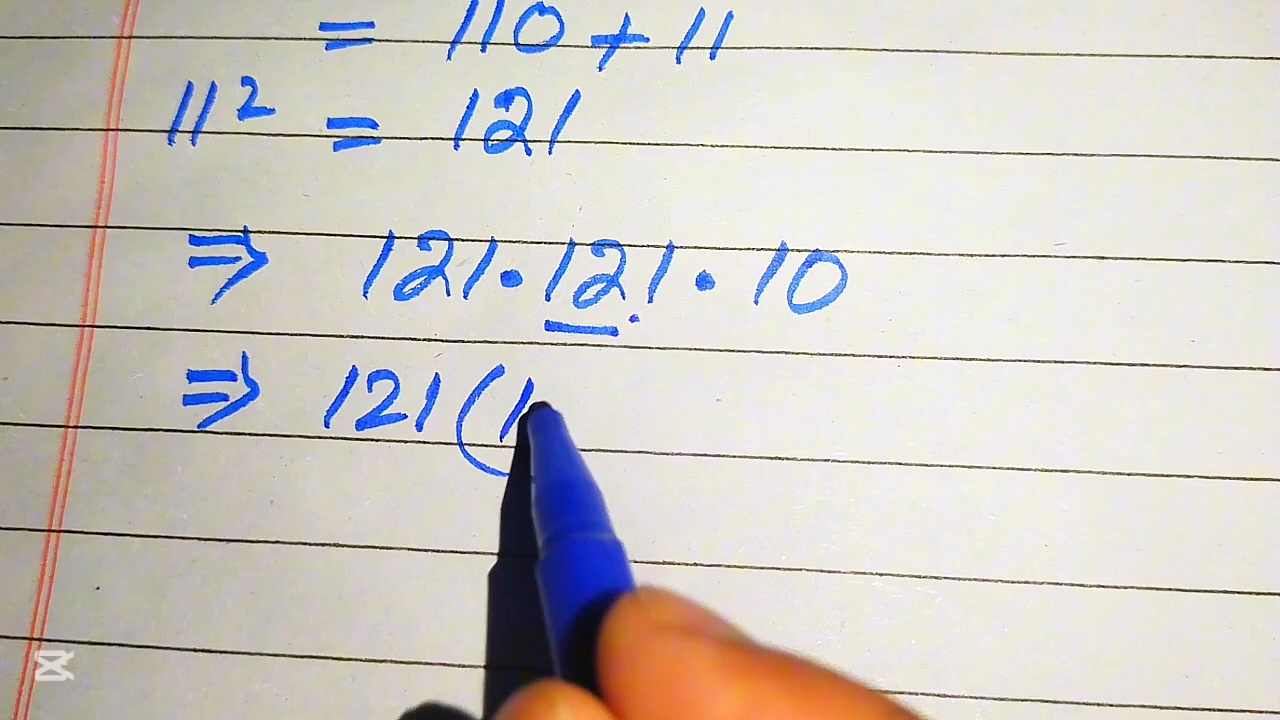 = 110 + 11
11² = 121
⇒ 121·121·10
⇒ 121(1